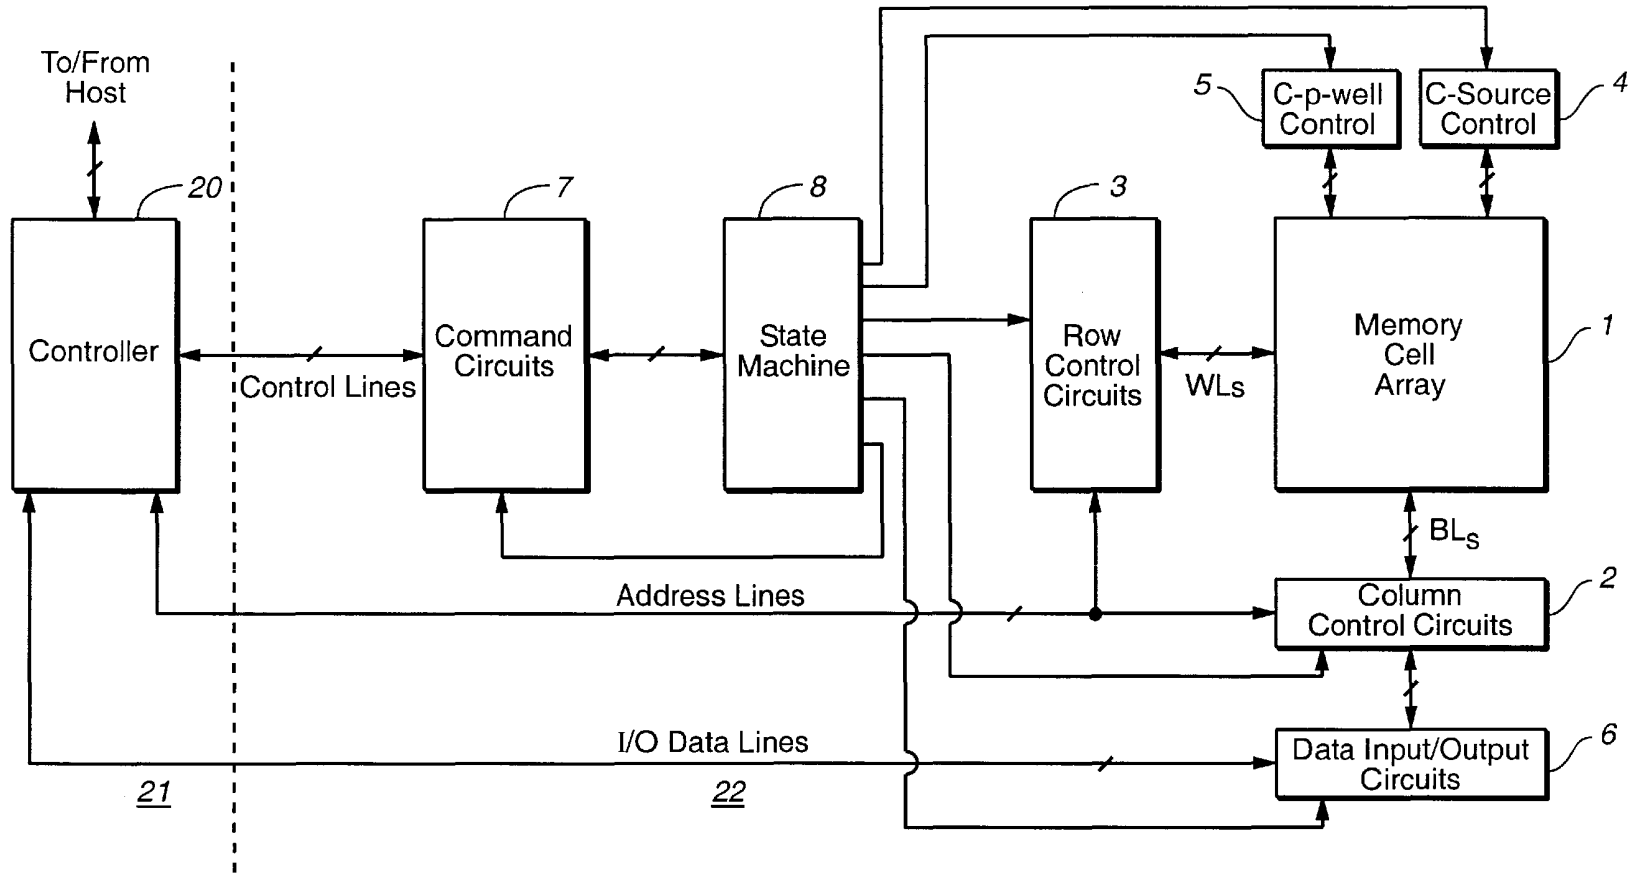 To/From
Host
5
C-p-well
Control
C-Source
Control
4
20
7
8
3
Controller
Control Lines
Command
Circuits
State
Machine
Row
Control
Circuits
WLs
Memory
Cell
Array
1
BLs
Address Lines
Column
Control Circuits
2
I/O Data Lines
Data Input/Output
Circuits
6
21
22